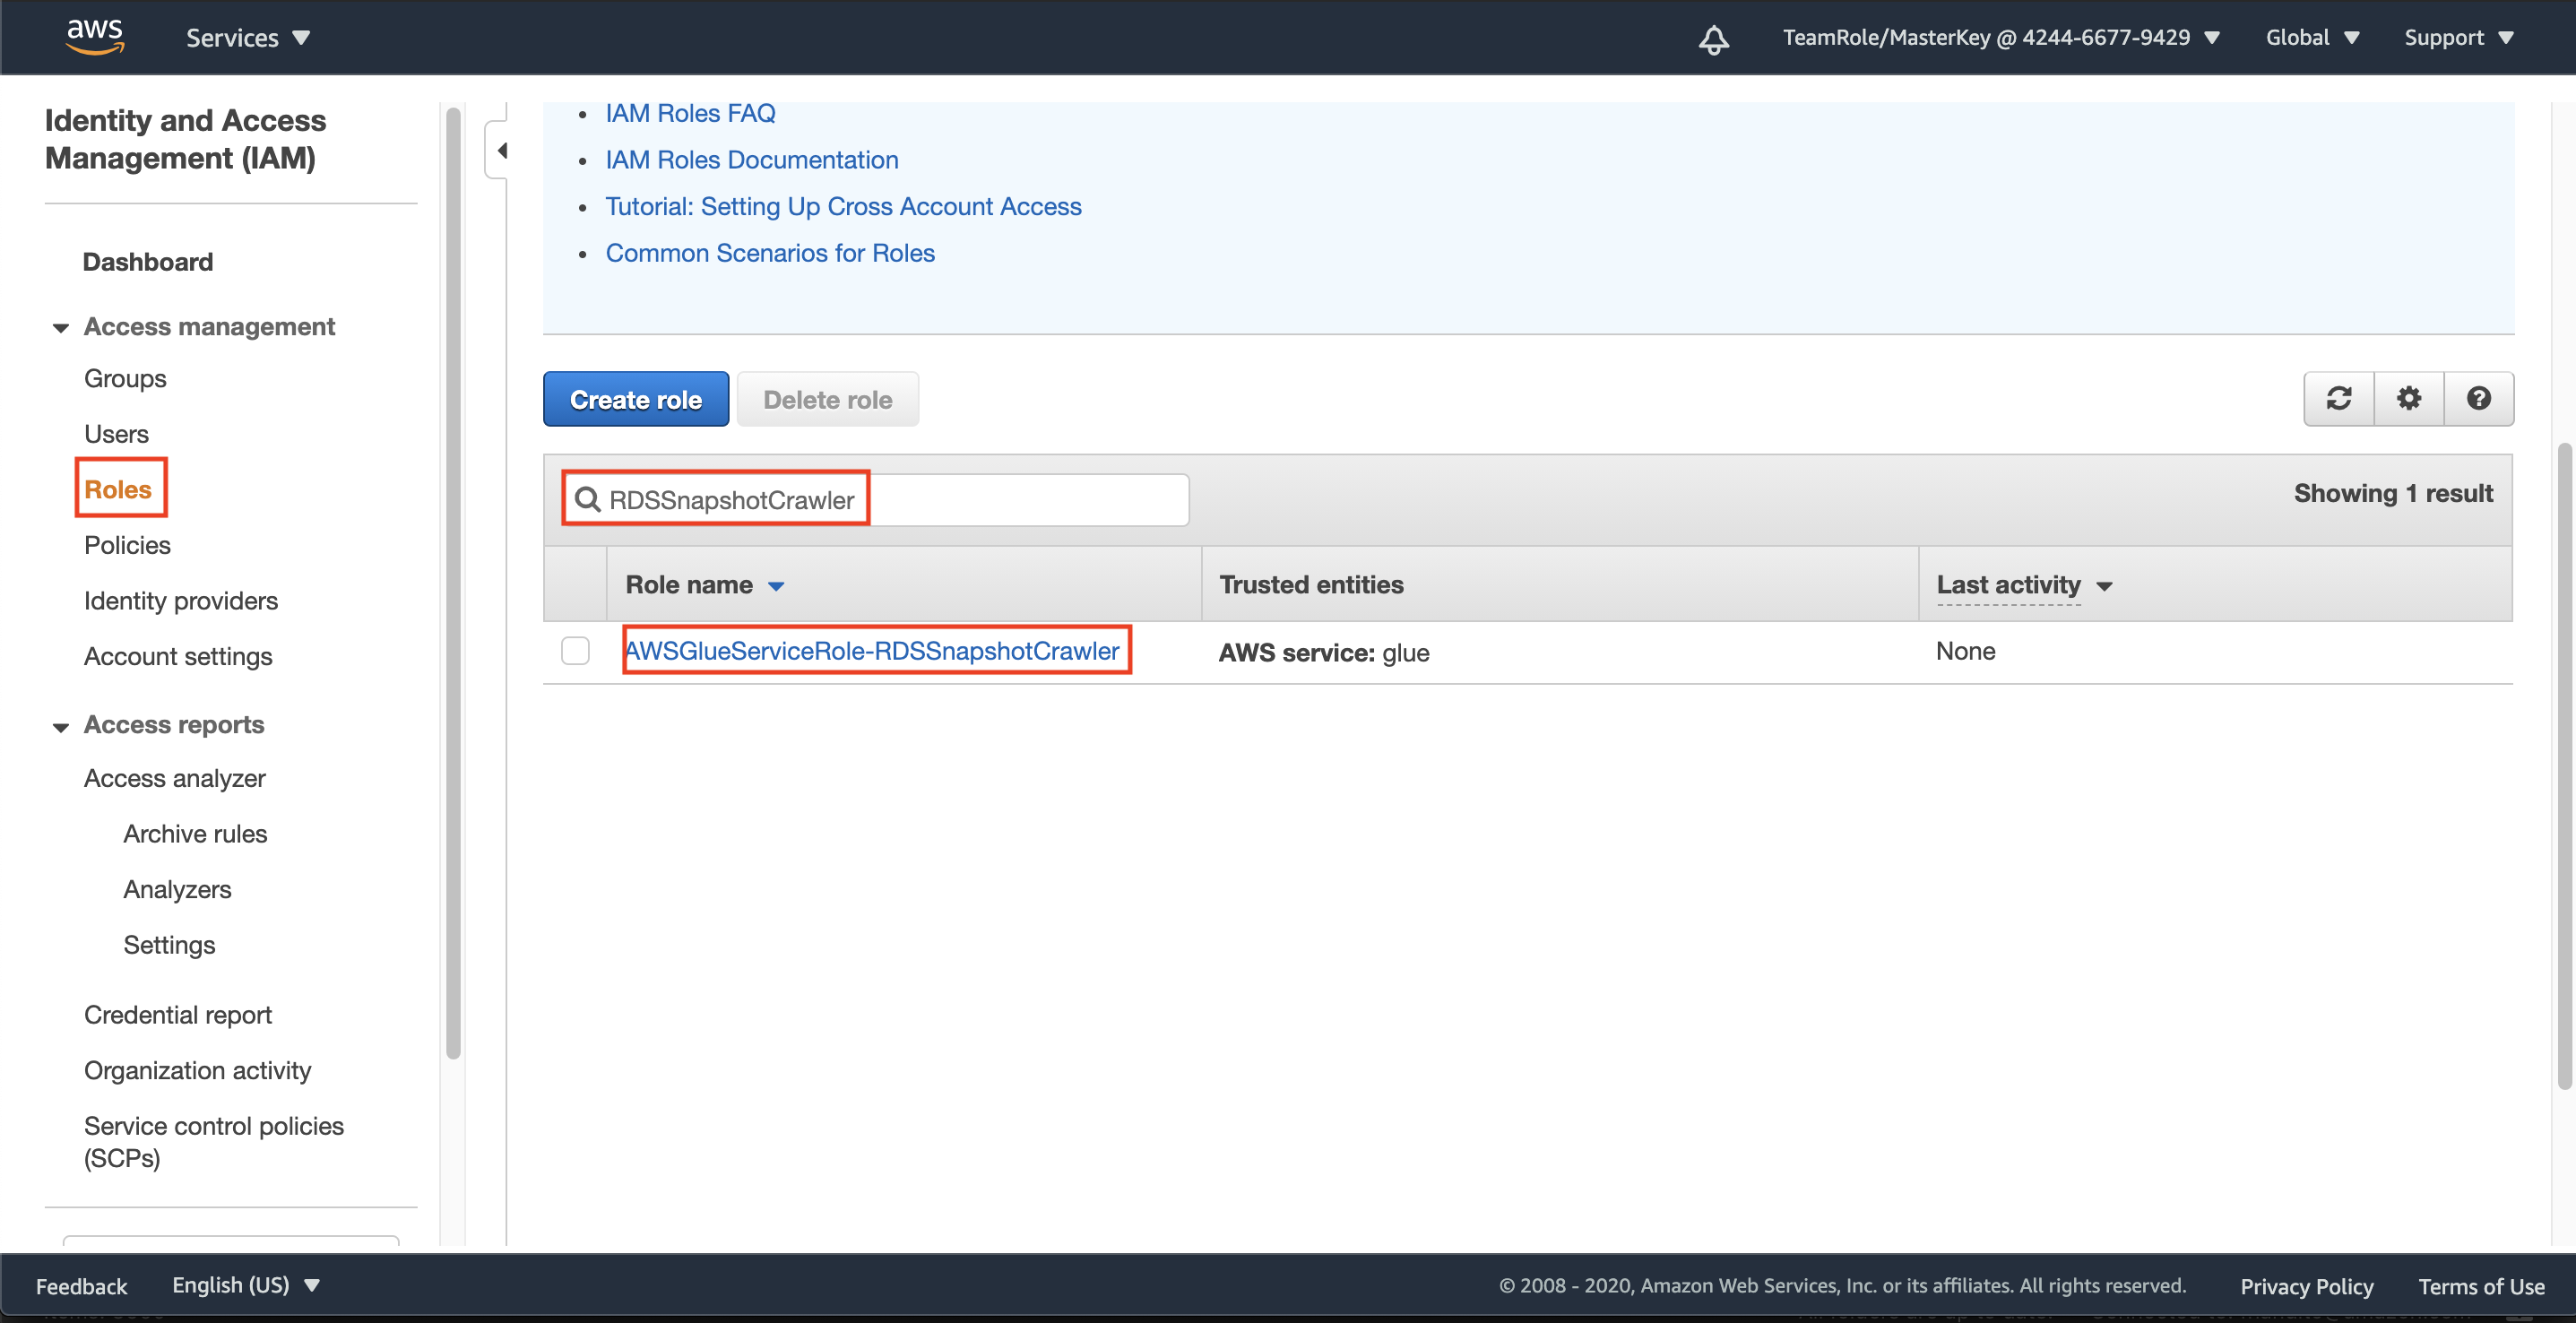 aws
Services
TeamRole/MasterKey @ 4244-6677-9429
Global
Support
Identity and Access
Management (IAM)
Dashboard
Access management
Groups
Users
Roles
Policies
Identity providers
Account settings
Access reports
Access analyzer
Archive rules
Analyzers
Settings
Credential report
Organization activity
Service control policies
(SCPs)
IAM Roles FAQ
IAM Roles Documentation
Tutorial: Setting Up Cross Account Access
Common Scenarios for Roles
Create role
Delete role
RDSSnapshotCrawler
Showing 1 result
Role name
Trusted entities
Last activity
AWSGlueServiceRole-RDSSnapshotCrawler
AWS service: glue
None
Feedback
English (US)
© 2008 - 2020, Amazon Web Services, Inc. or its affiliates. All rights reserved.
Privacy Policy
Terms of Use